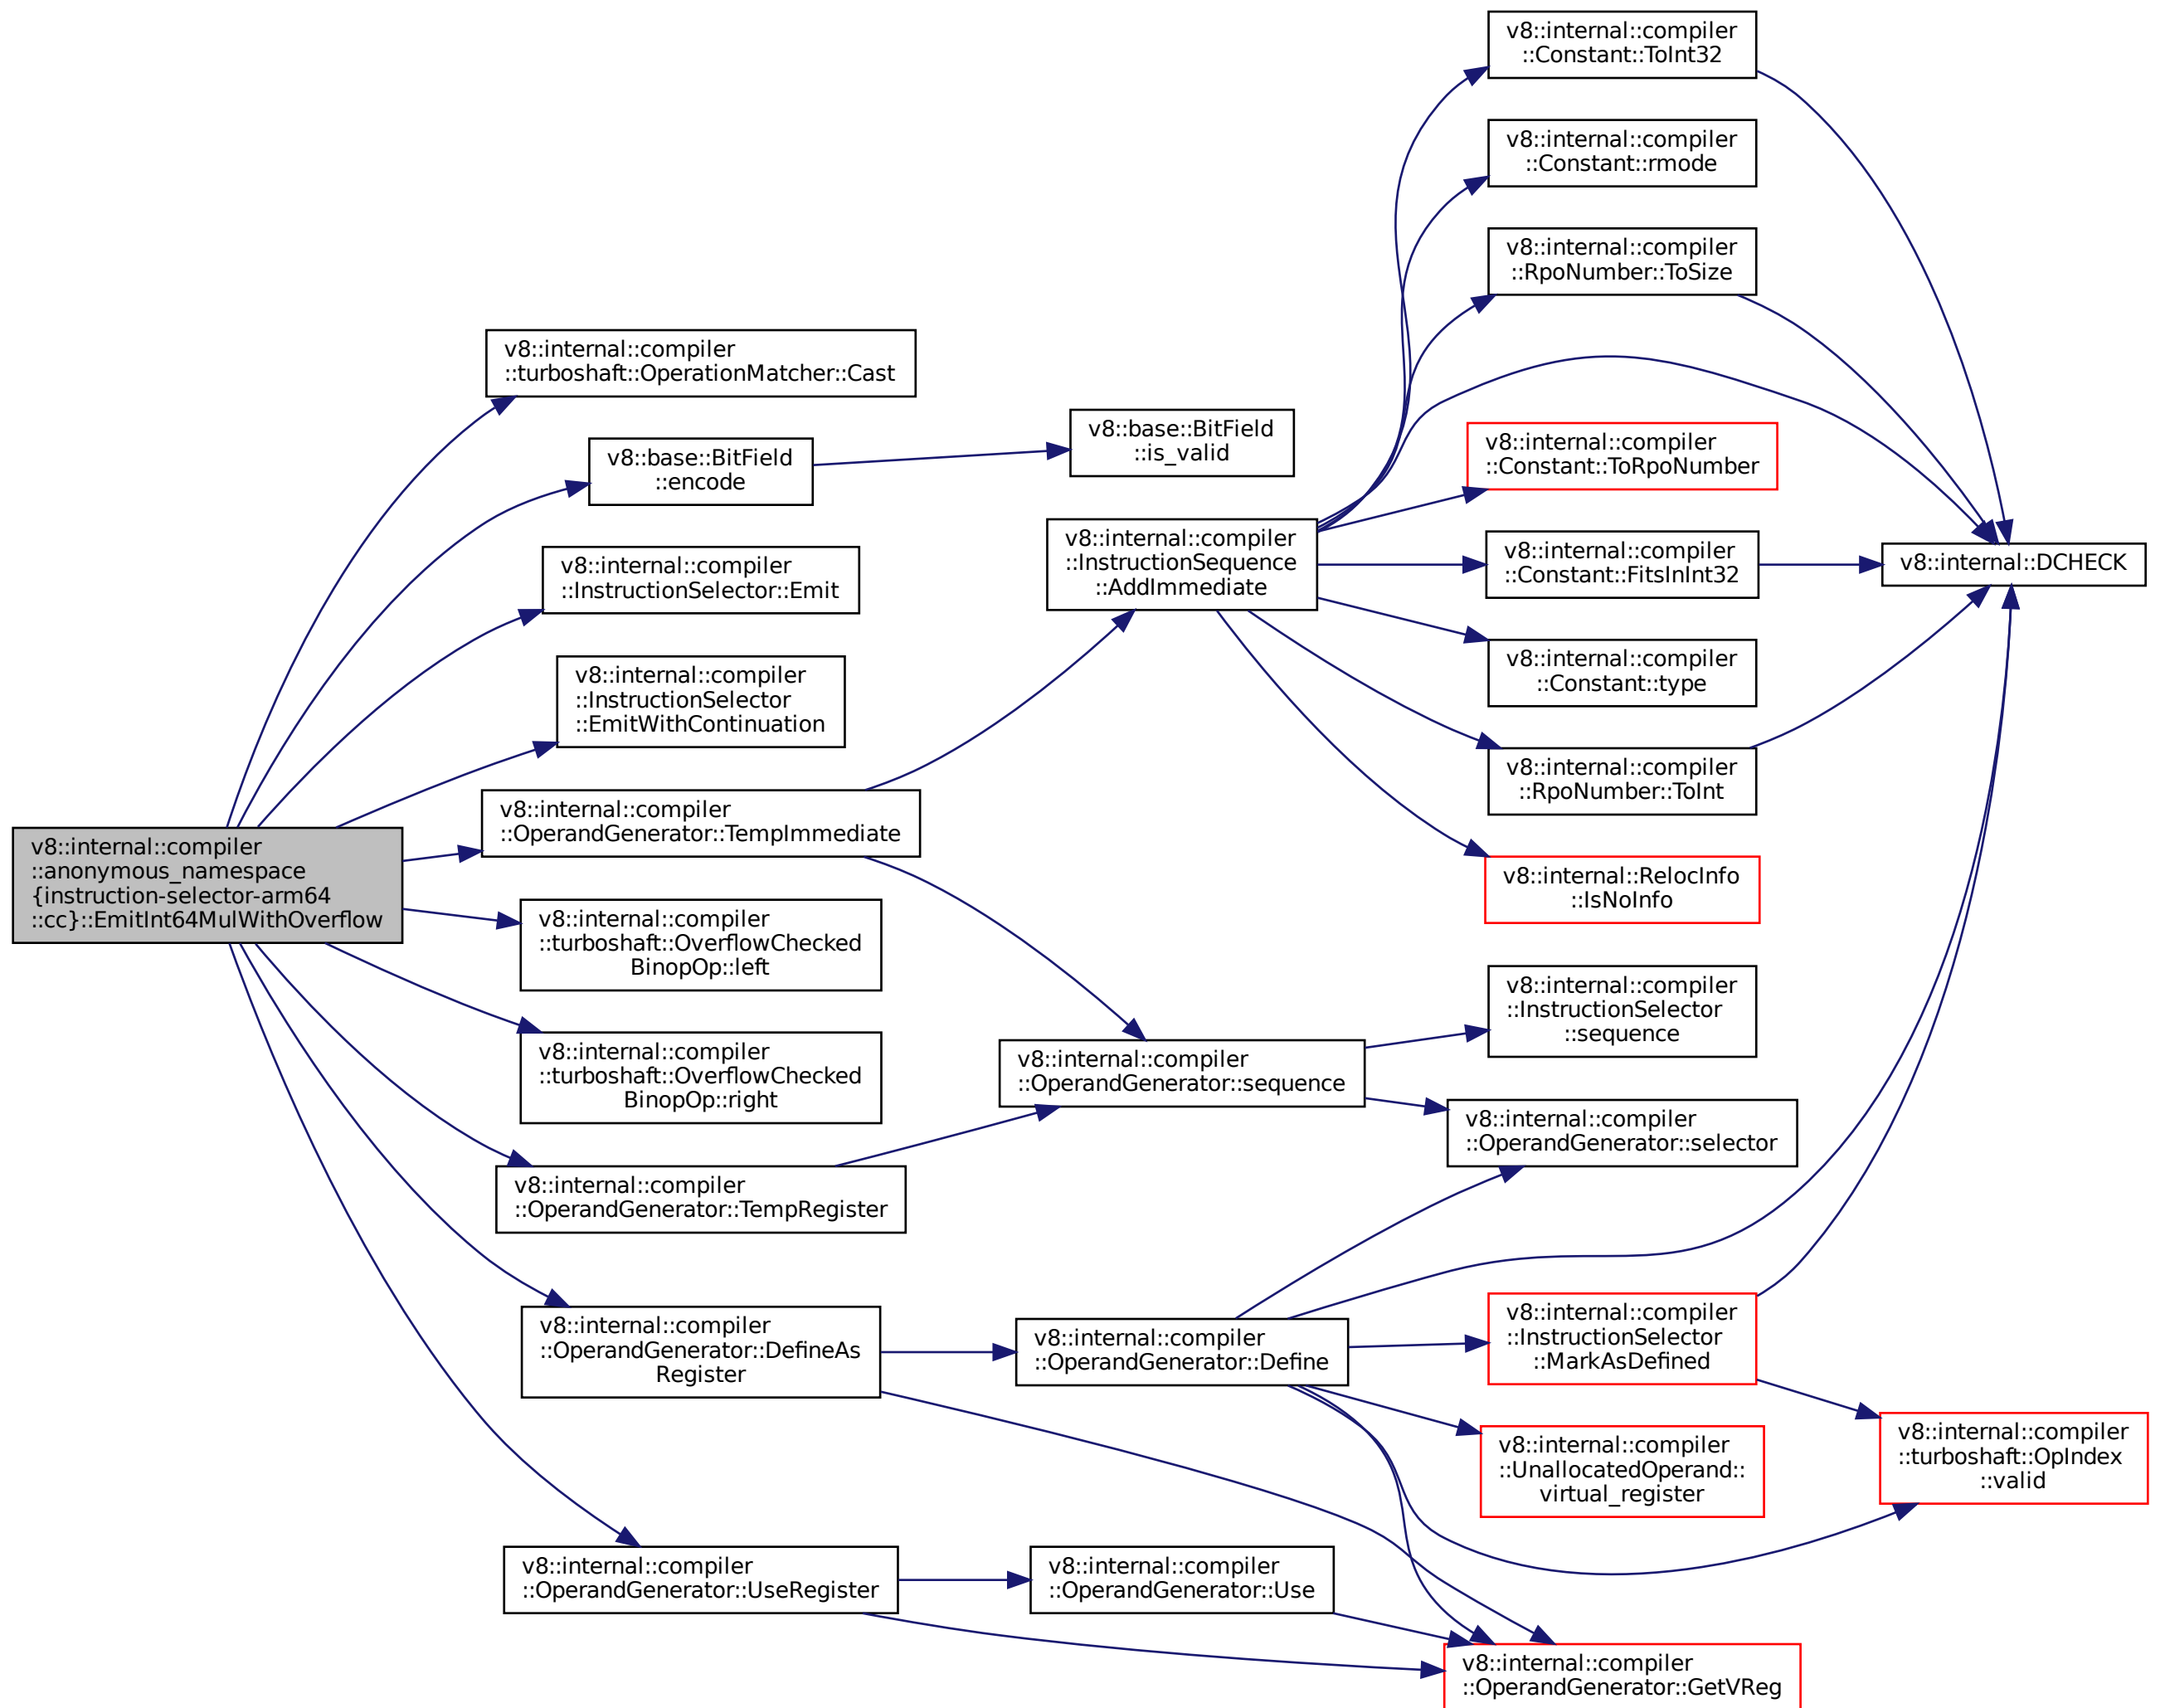 v8::internal::compiler
::anonymous_namespace
{instruction-selector-arm64
::cc}::EmitInt64MulWithOverflow
v8::internal::compiler
::turboshaft::OperationMatcher::Cast
v8::base::BitField
::encode
v8::internal::compiler
::InstructionSelector::Emit
v8::internal::compiler
::InstructionSelector
::EmitWithContinuation
v8::internal::compiler
::OperandGenerator::TempImmediate
v8::internal::compiler
::turboshaft::OverflowChecked
BinopOp::left
v8::internal::compiler
::turboshaft::OverflowChecked
BinopOp::right
v8::internal::compiler
::OperandGenerator::TempRegister
v8::internal::compiler
::OperandGenerator::DefineAs
Register
v8::internal::compiler
::OperandGenerator::UseRegister
v8::base::BitField
::is_valid
v8::internal::compiler
::InstructionSequence
::AddImmediate
v8::internal::compiler
::OperandGenerator::sequence
v8::internal::compiler
::OperandGenerator::Define
v8::internal::compiler
::OperandGenerator::Use
v8::internal::compiler
::Constant::ToInt32
v8::internal::compiler
::Constant::rmode
v8::internal::compiler
::RpoNumber::ToSize
v8::internal::compiler
::Constant::ToRpoNumber
v8::internal::compiler
::Constant::FitsInInt32
v8::internal::compiler
::Constant::type
v8::internal::compiler
::RpoNumber::ToInt
v8::internal::RelocInfo
::IsNoInfo
v8::internal::compiler
::InstructionSelector
::sequence
v8::internal::compiler
::OperandGenerator::selector
v8::internal::compiler
::InstructionSelector
::MarkAsDefined
v8::internal::compiler
::UnallocatedOperand::
virtual_register
v8::internal::compiler
::OperandGenerator::GetVReg
v8::internal::DCHECK
v8::internal::compiler
::turboshaft::OpIndex
::valid